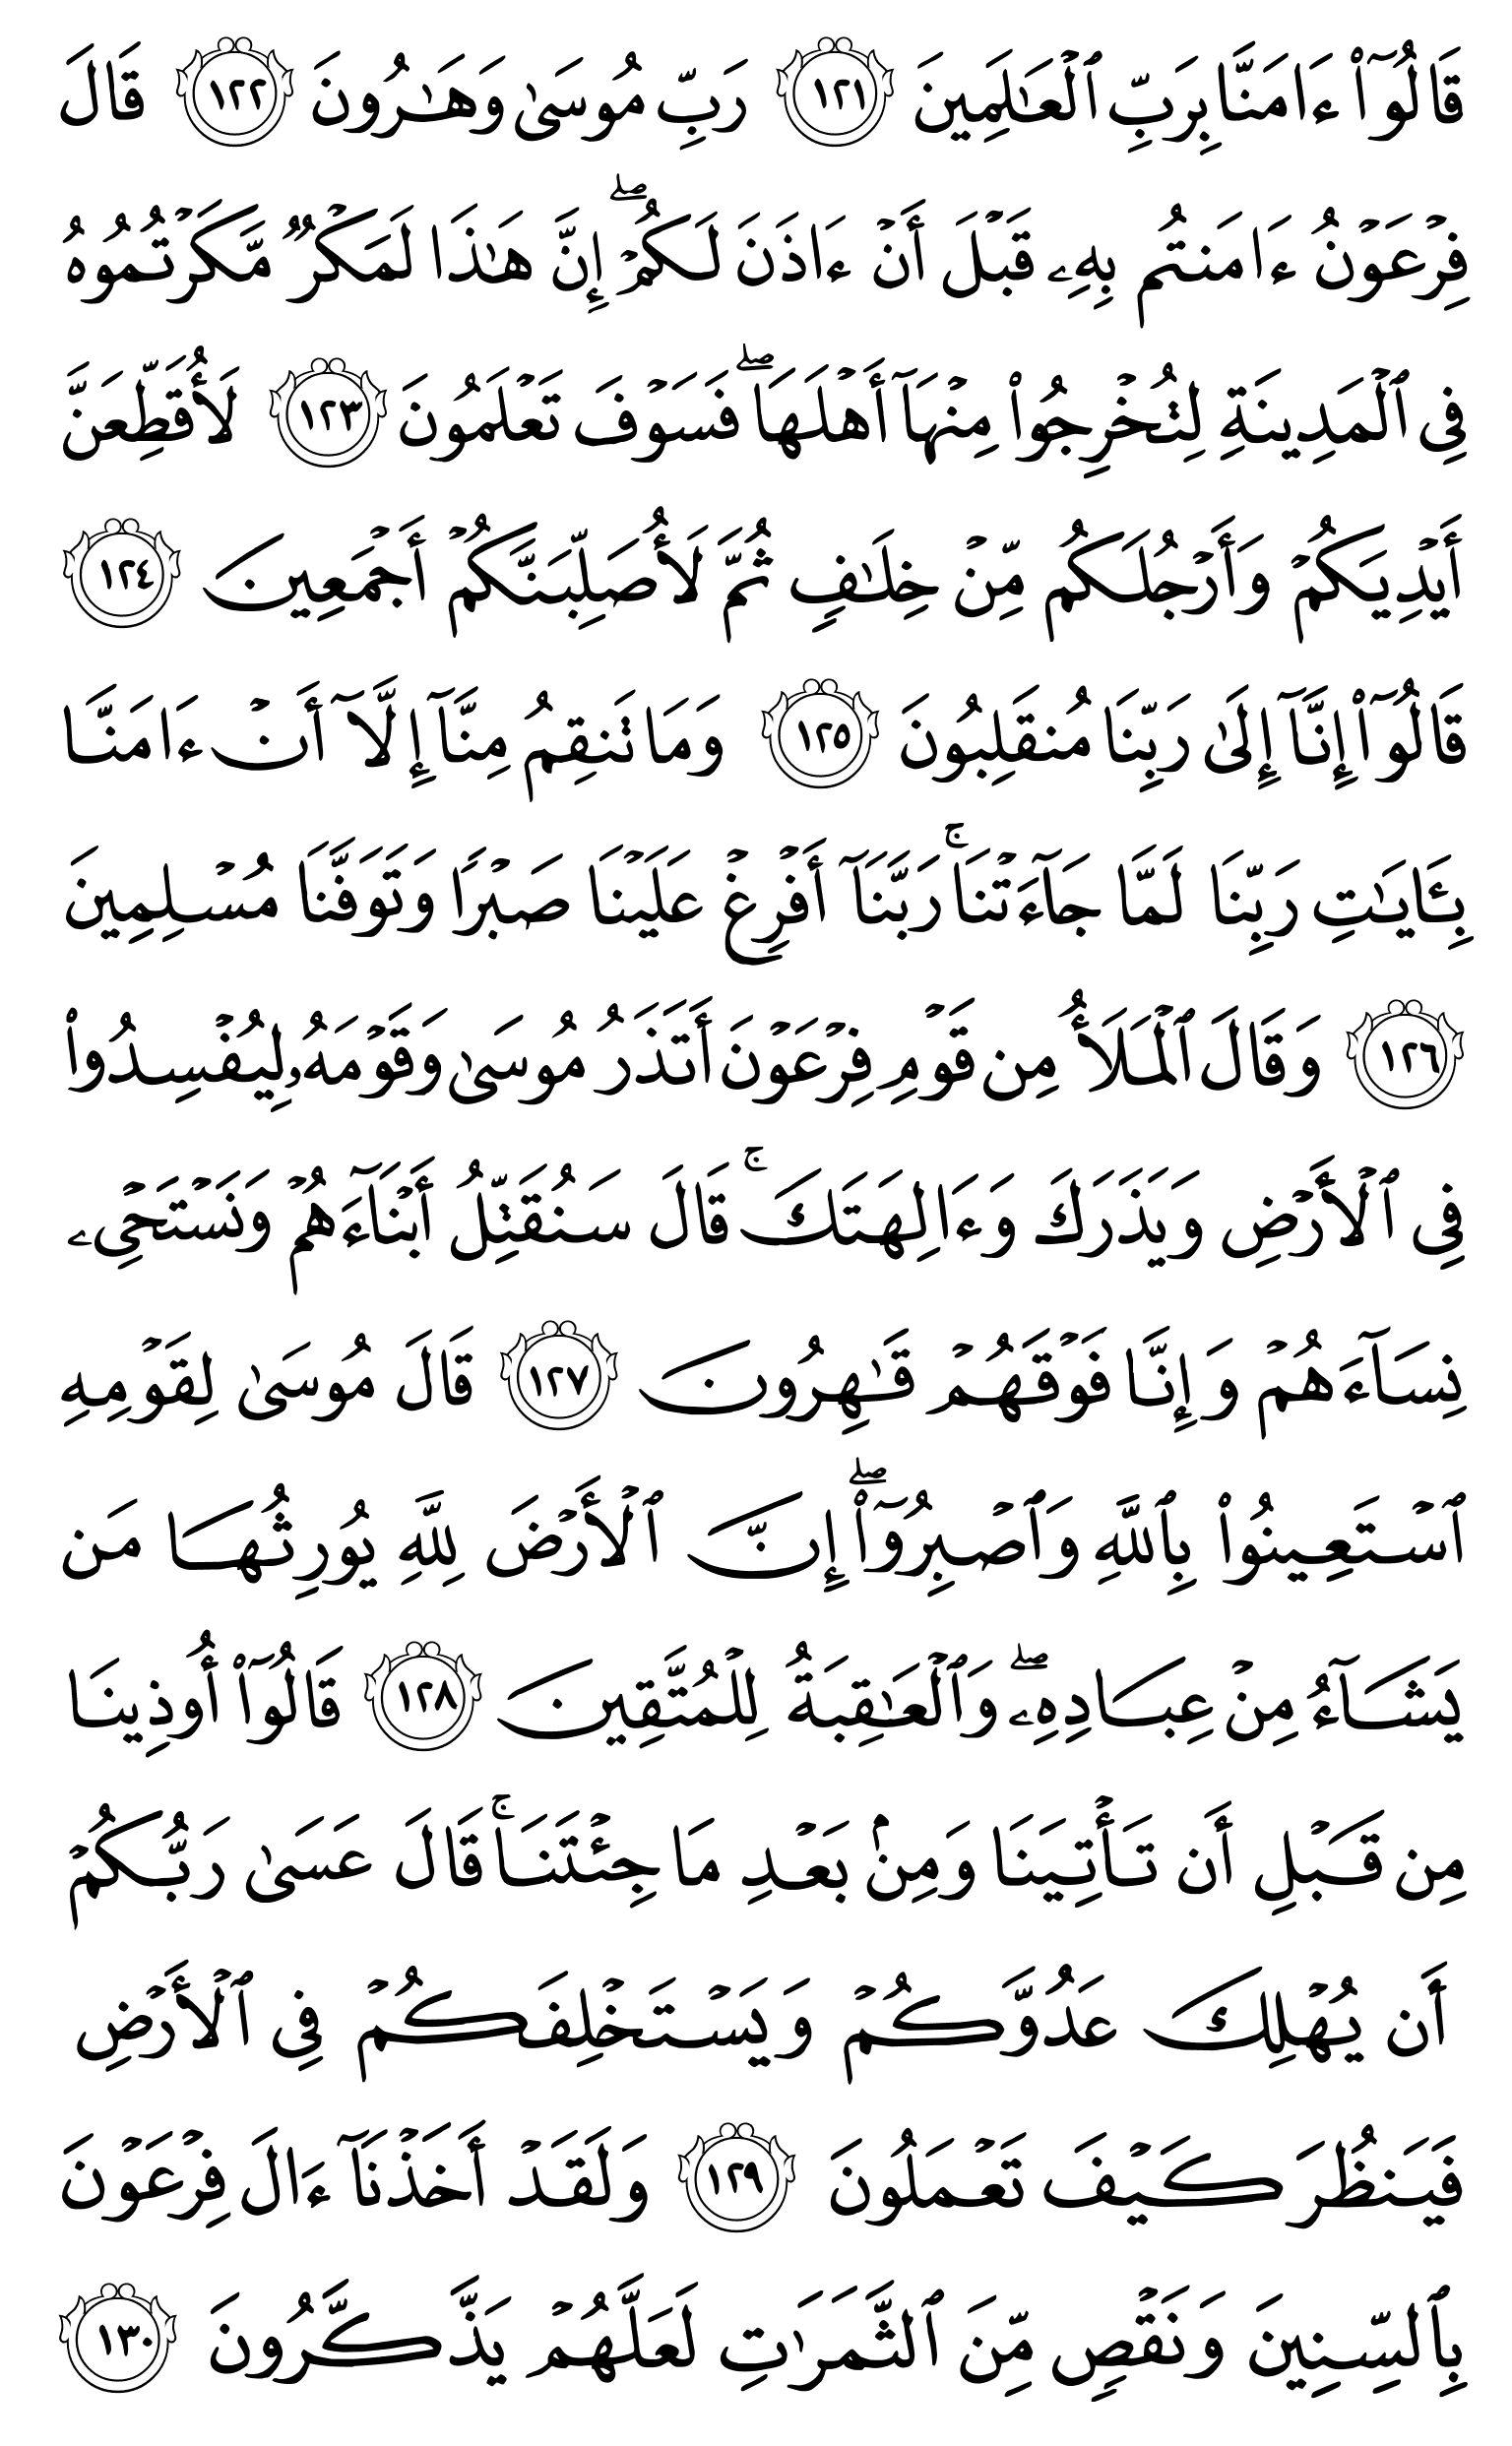 قَالُوٓا۟ ءَامَنَّا بِرَبِّ ٱلْعَـٰلَمِينَ ١٢١ رَبِّ مُوسَىٰ وَهَـٰرُونَ ١٢٢ قَالَ
فِرْعَوْنُ ءَامَنتُم بِهِۦ قَبْلَ أَنْ ءَاذَنَ لَكُمْ ۖ إِنَّ هَـٰذَا لَمَكْرٌ مَّكَرْتُمُوهُ
فِى ٱلْمَدِينَةِ لِتُخْرِجُوا۟ مِنْهَآ أَهْلَهَا ۖ فَسَوْفَ تَعْلَمُونَ ١٢٣ لَأُقَطِّعَنَّ
أَيْدِيَكُمْ وَأَرْجُلَكُم مِّنْ خِلَـٰفٍ ثُمَّ لَأُصَلِّبَنَّكُمْ أَجْمَعِينَ ١٢٤
قَالُوٓا۟ إِنَّآ إِلَىٰ رَبِّنَا مُنقَلِبُونَ ١٢٥ وَمَا تَنقِمُ مِنَّآ إِلَّآ أَنْ ءَامَنَّا
بِـَٔايَـٰتِ رَبِّنَا لَمَّا جَآءَتْنَا ۚ رَبَّنَآ أَفْرِغْ عَلَيْنَا صَبْرًا وَتَوَفَّنَا مُسْلِمِينَ
١٢٦ وَقَالَ ٱلْمَلَأُ مِن قَوْمِ فِرْعَوْنَ أَتَذَرُ مُوسَىٰ وَقَوْمَهُۥ لِيُفْسِدُوا۟
فِى ٱلْأَرْضِ وَيَذَرَكَ وَءَالِهَتَكَ ۚ قَالَ سَنُقَتِّلُ أَبْنَآءَهُمْ وَنَسْتَحْىِۦ
نِسَآءَهُمْ وَإِنَّا فَوْقَهُمْ قَـٰهِرُونَ ١٢٧ قَالَ مُوسَىٰ لِقَوْمِهِ
ٱسْتَعِينُوا۟ بِٱللَّهِ وَٱصْبِرُوٓا۟ ۖ إِنَّ ٱلْأَرْضَ لِلَّهِ يُورِثُهَا مَن
يَشَآءُ مِنْ عِبَادِهِۦ ۖ وَٱلْعَـٰقِبَةُ لِلْمُتَّقِينَ ١٢٨ قَالُوٓا۟ أُوذِينَا
مِن قَبْلِ أَن تَأْتِيَنَا وَمِنۢ بَعْدِ مَا جِئْتَنَا ۚ قَالَ عَسَىٰ رَبُّكُمْ
أَن يُهْلِكَ عَدُوَّكُمْ وَيَسْتَخْلِفَكُمْ فِى ٱلْأَرْضِ
فَيَنظُرَ كَيْفَ تَعْمَلُونَ ١٢٩ وَلَقَدْ أَخَذْنَآ ءَالَ فِرْعَوْنَ
بِٱلسِّنِينَ وَنَقْصٍ مِّنَ ٱلثَّمَرَٰتِ لَعَلَّهُمْ يَذَّكَّرُونَ ١٣٠